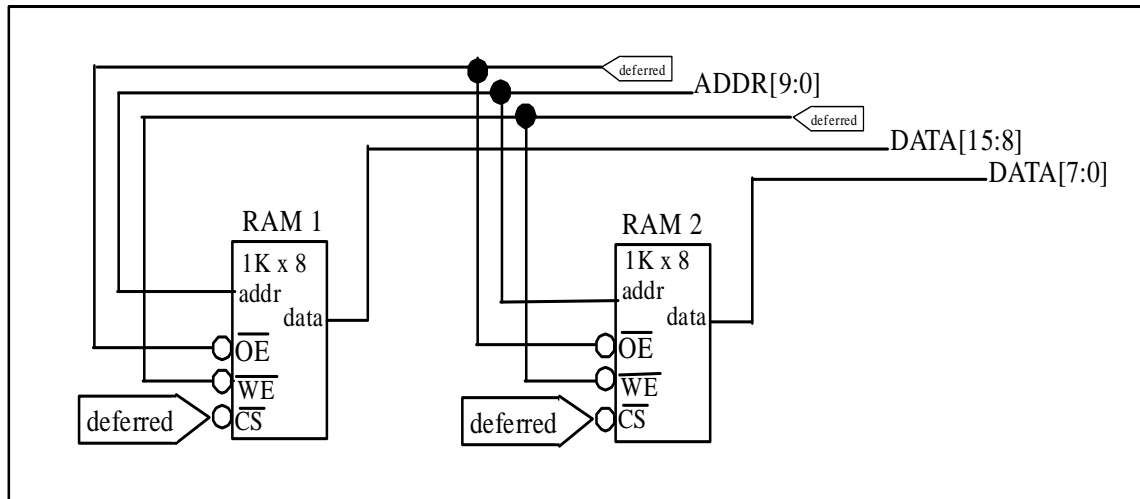 deferred
ADDR[9:0]
deferred
DATA[15:8]
DATA[7:0]
RAM 1
1K x 8
addr
data
OE
WE
CS
deferred
RAM 2
1K x 8
addr
data
OE
WE
CS
deferred